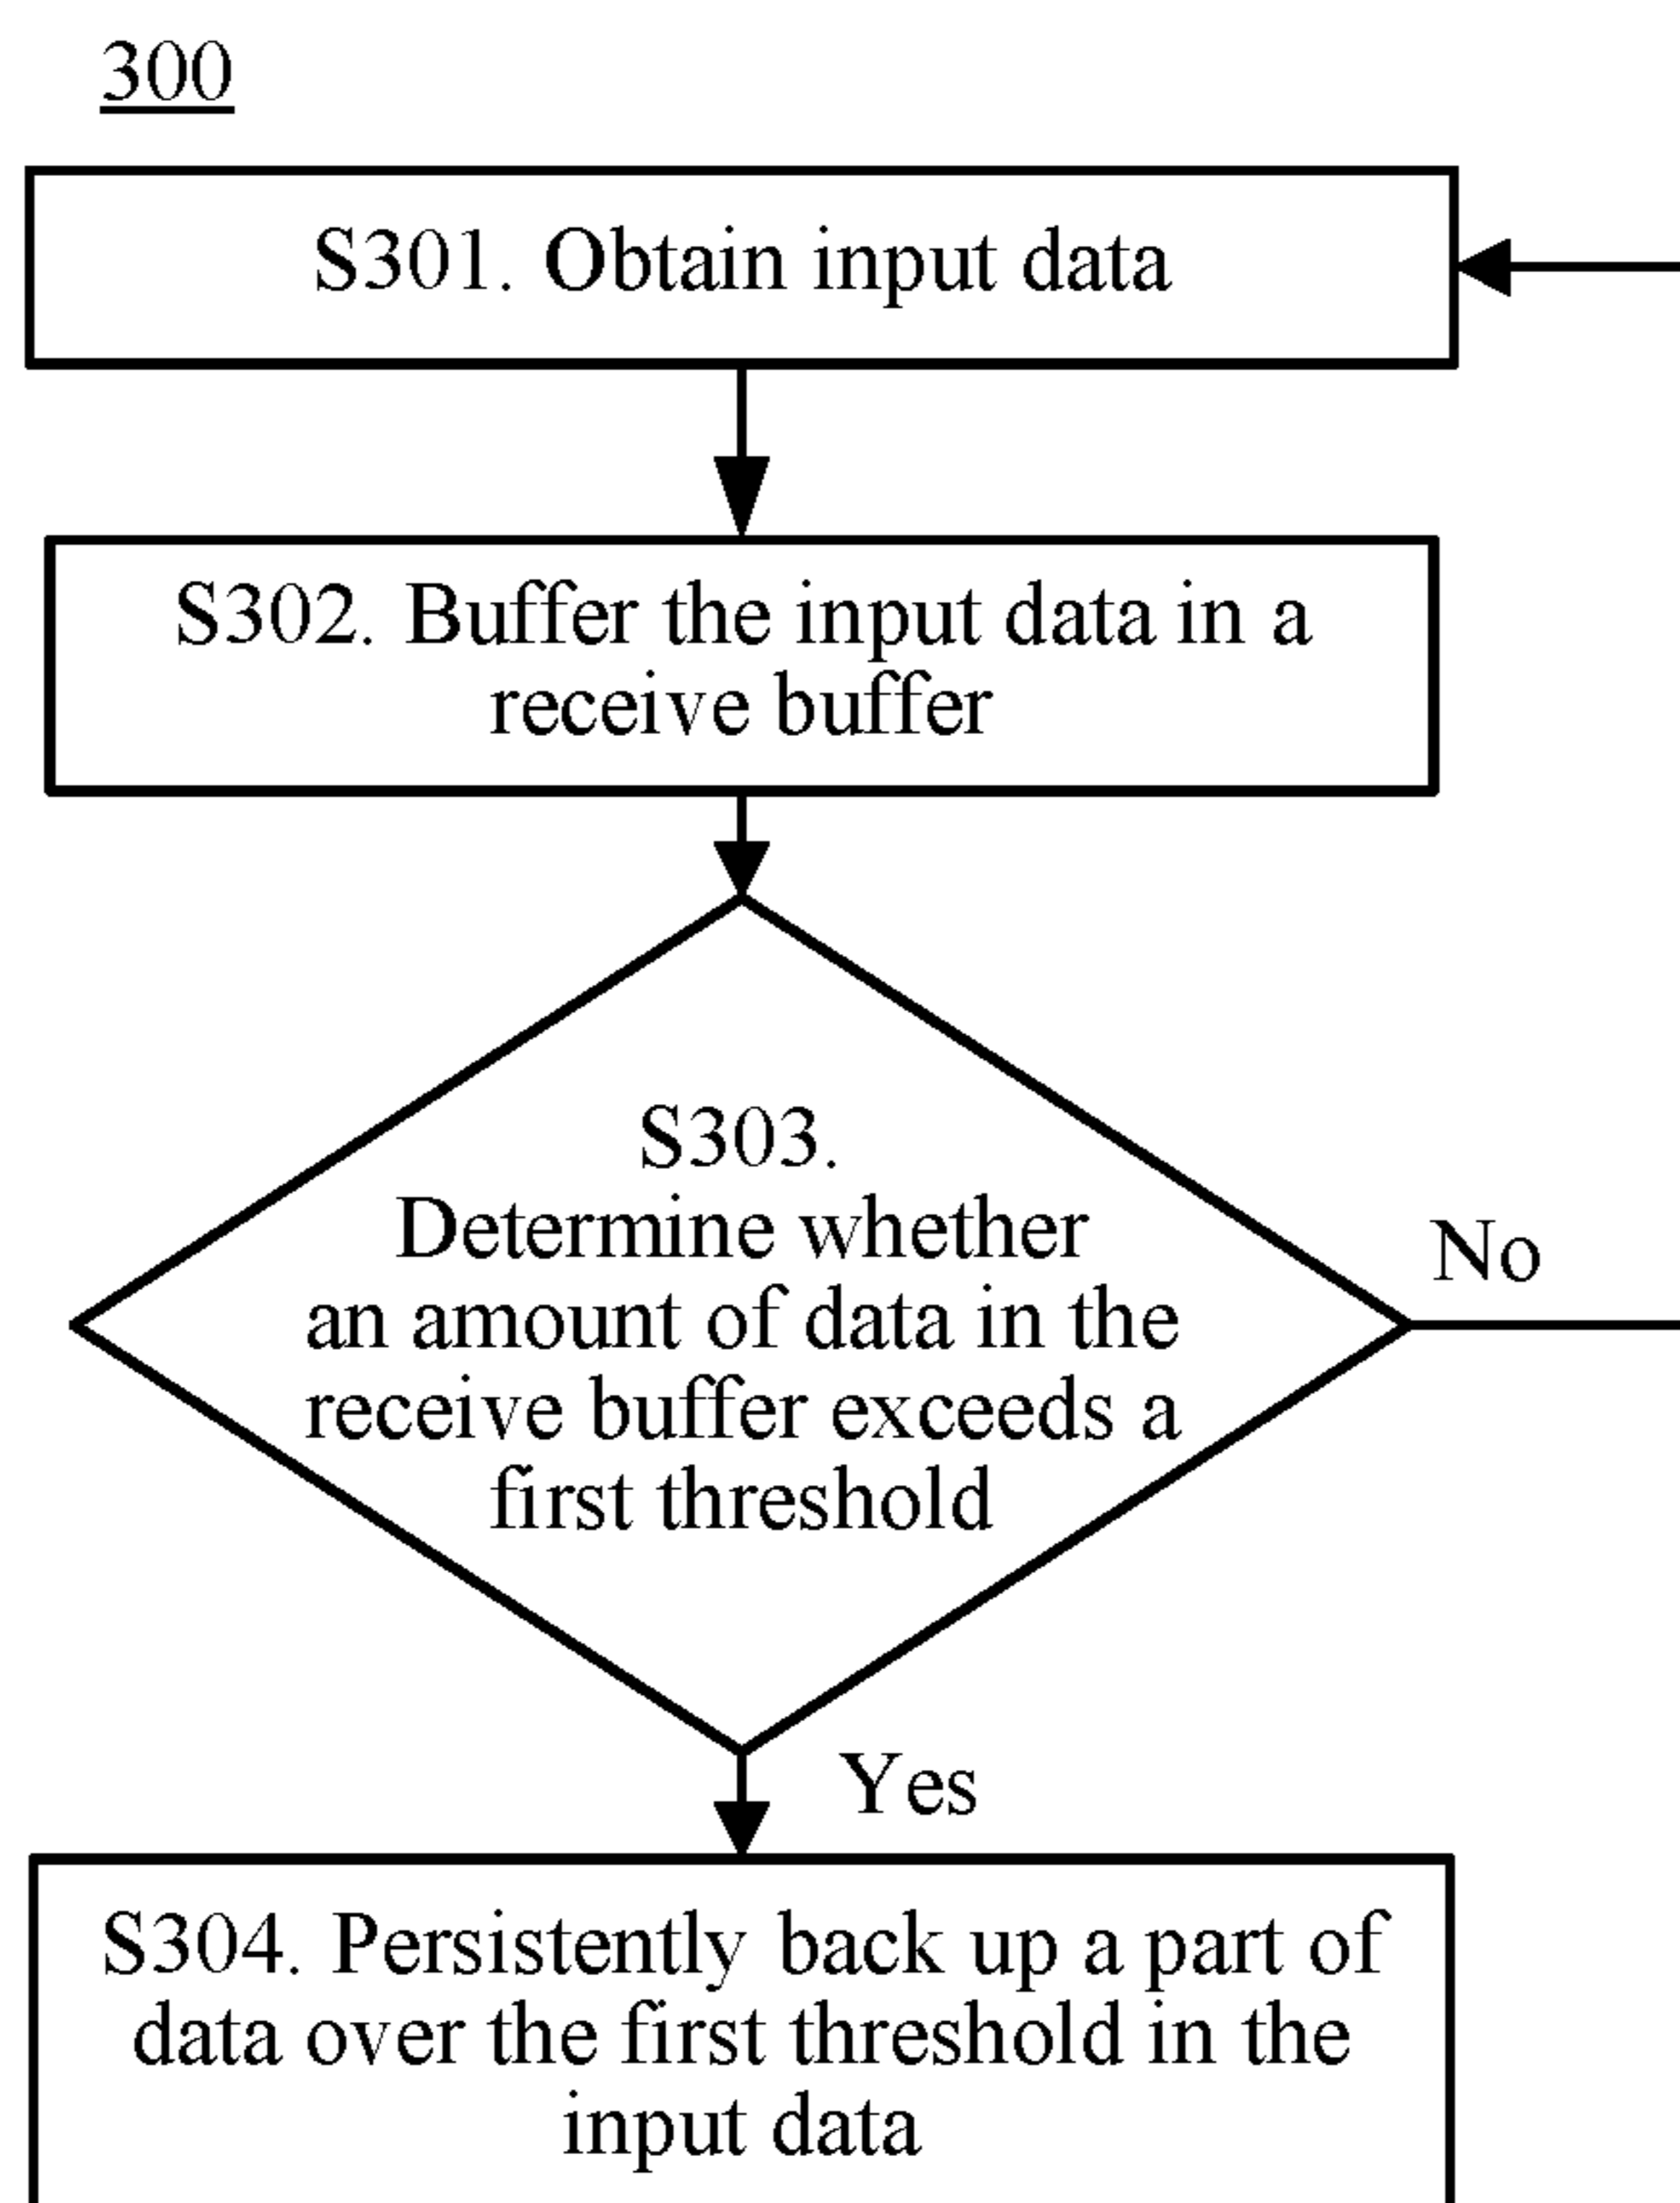 300
S301. Obtain input data
S302. Buffer the input data in a
receive buffer
S303.
Determine whether
an amount of data in the
receive buffer exceeds a
first threshold
No
Yes
S304. Persistently back up a part of
data over the first threshold in the
input data